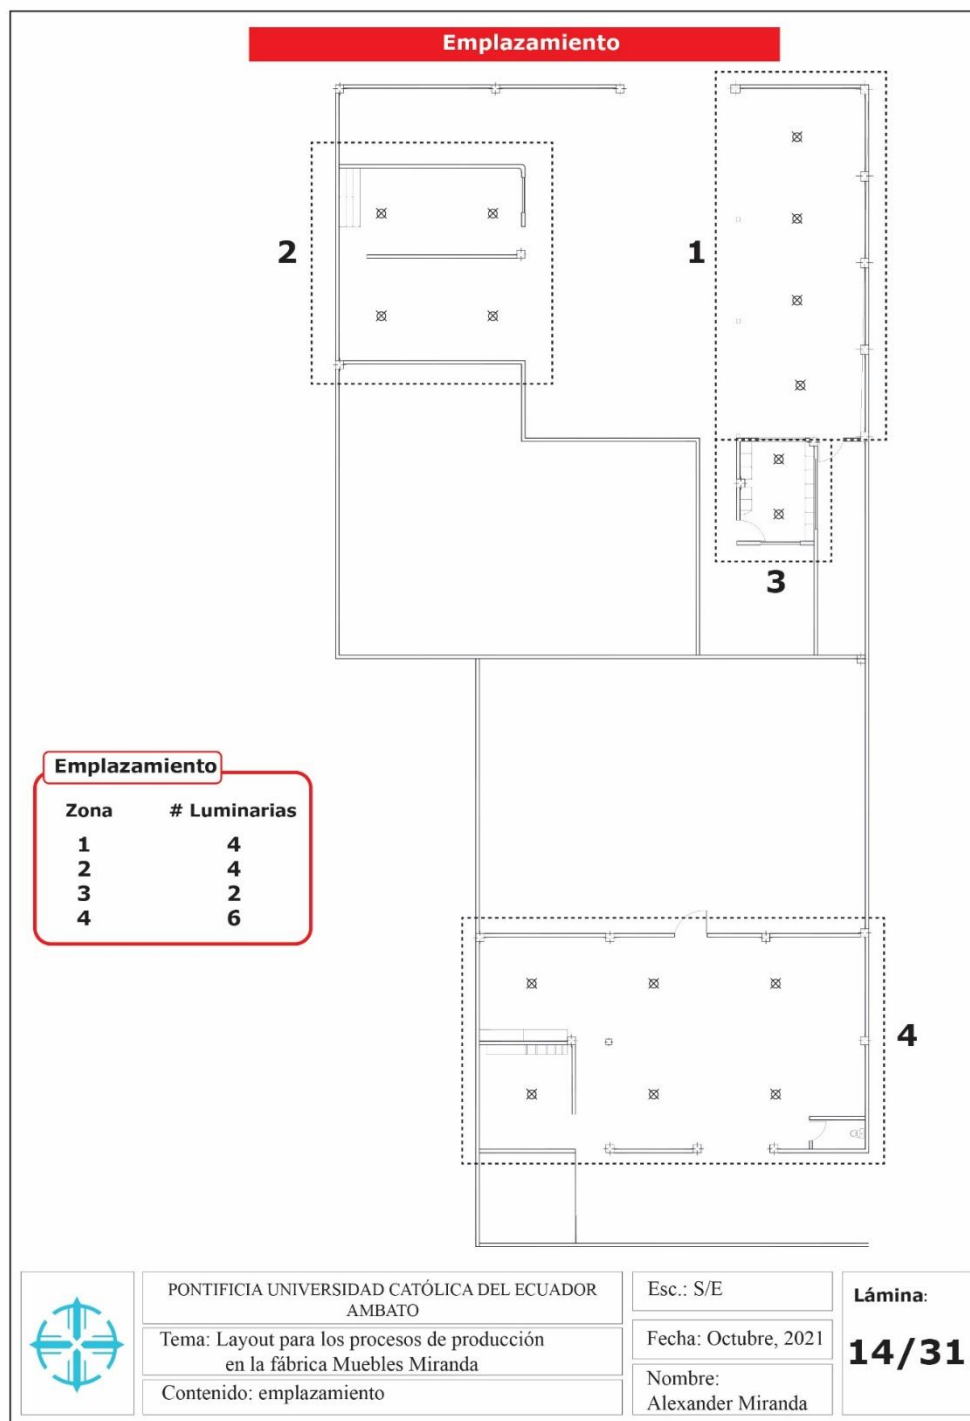 Emplazamiento
2
1
3
Emplazamiento
Zona # Luminarias
1 4
2 4
3 2
4 6
4
PONTIFICIA UNIVERSIDAD CATÓLICA DEL ECUADOR
AMBATO
Tema: Layout para los procesos de producción
en la fábrica Muebles Miranda
Contenido: emplazamiento
Esc.: S/E
Fecha: Octubre, 2021
Nombre:
Alexander Miranda
Lámina:
14/31